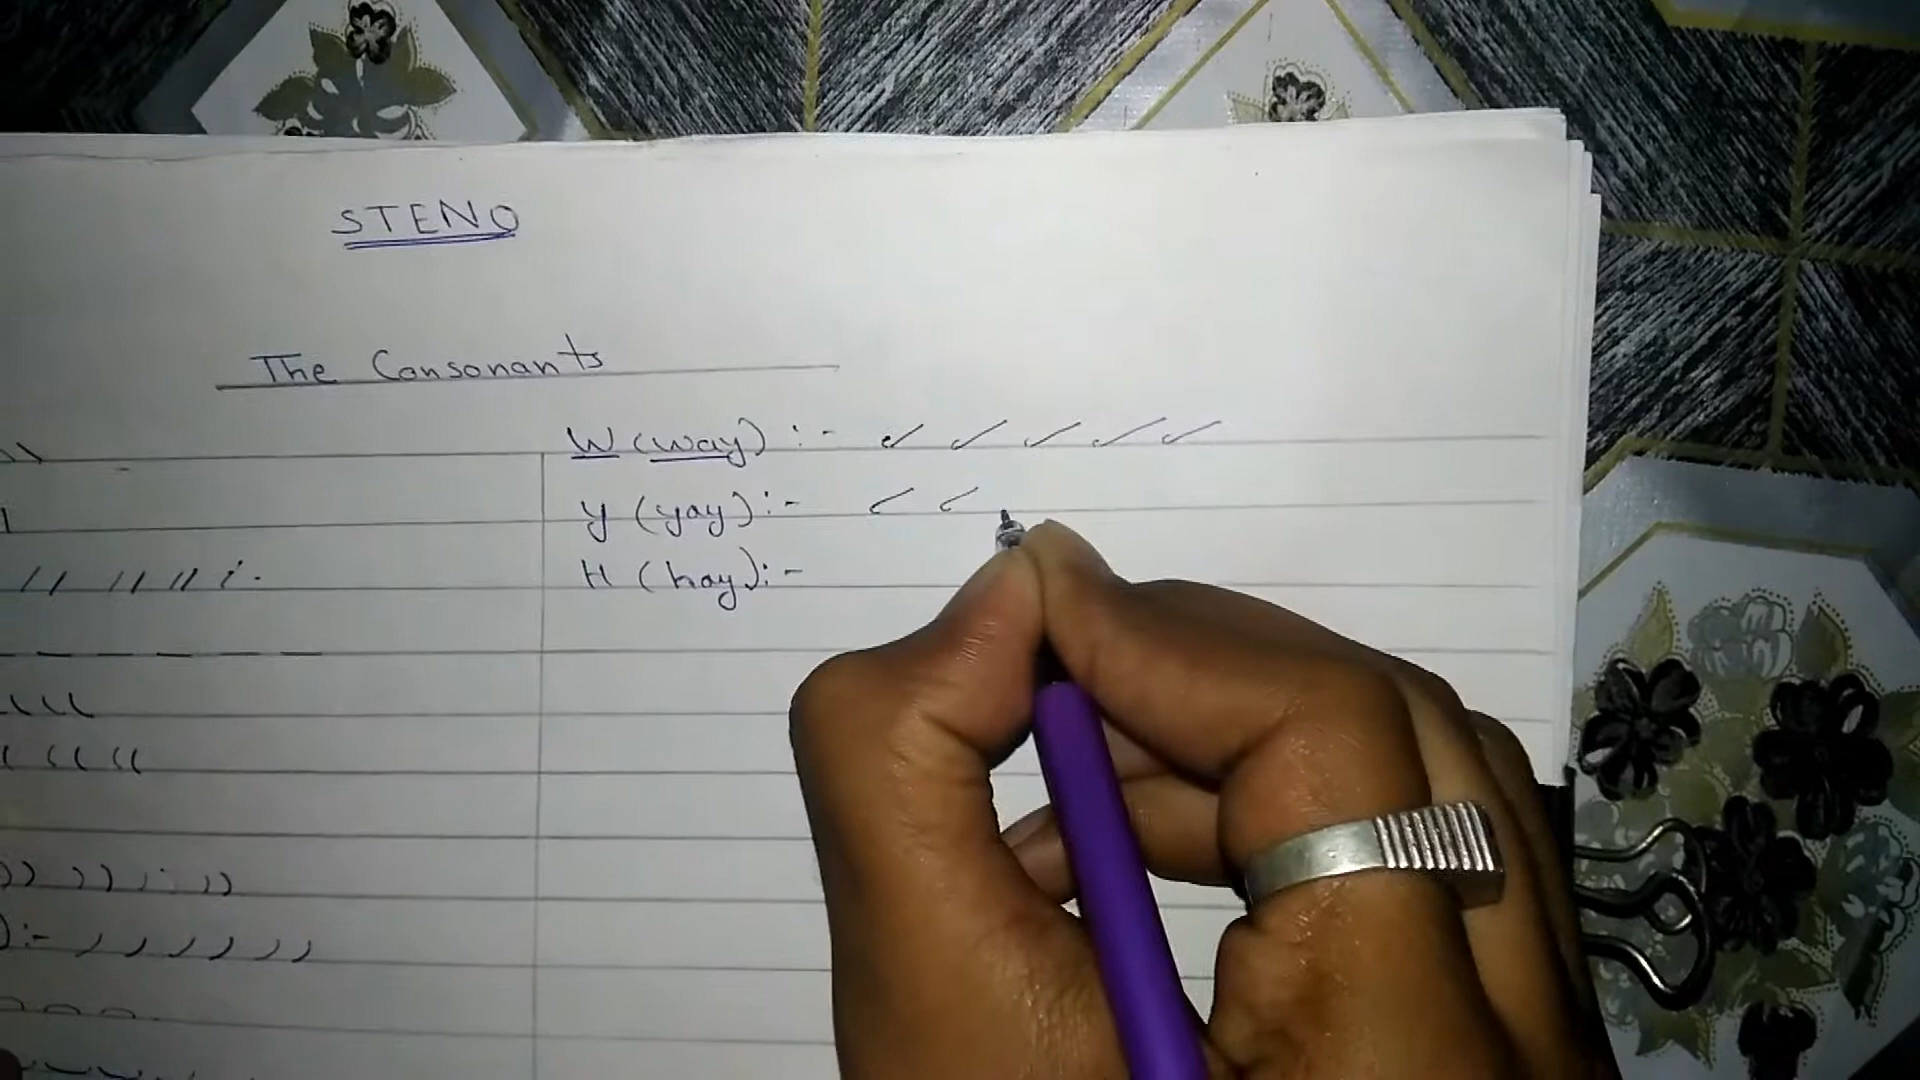 STENO
The Consonants
W (way) :-
y (yay) :-
H (hay) :-